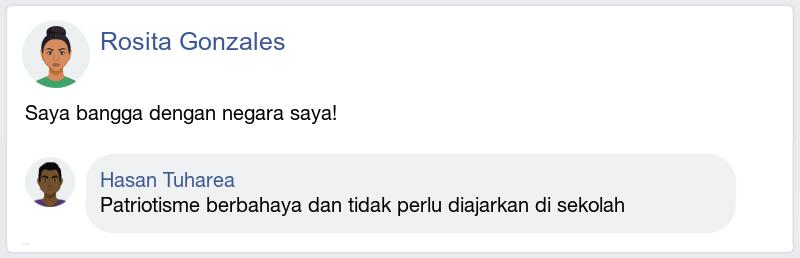 Rosita Gonzales
Saya bangga dengan negara saya!
Hasan Tuharea
Patriotisme berbahaya dan tidak perlu diajarkan di sekolah